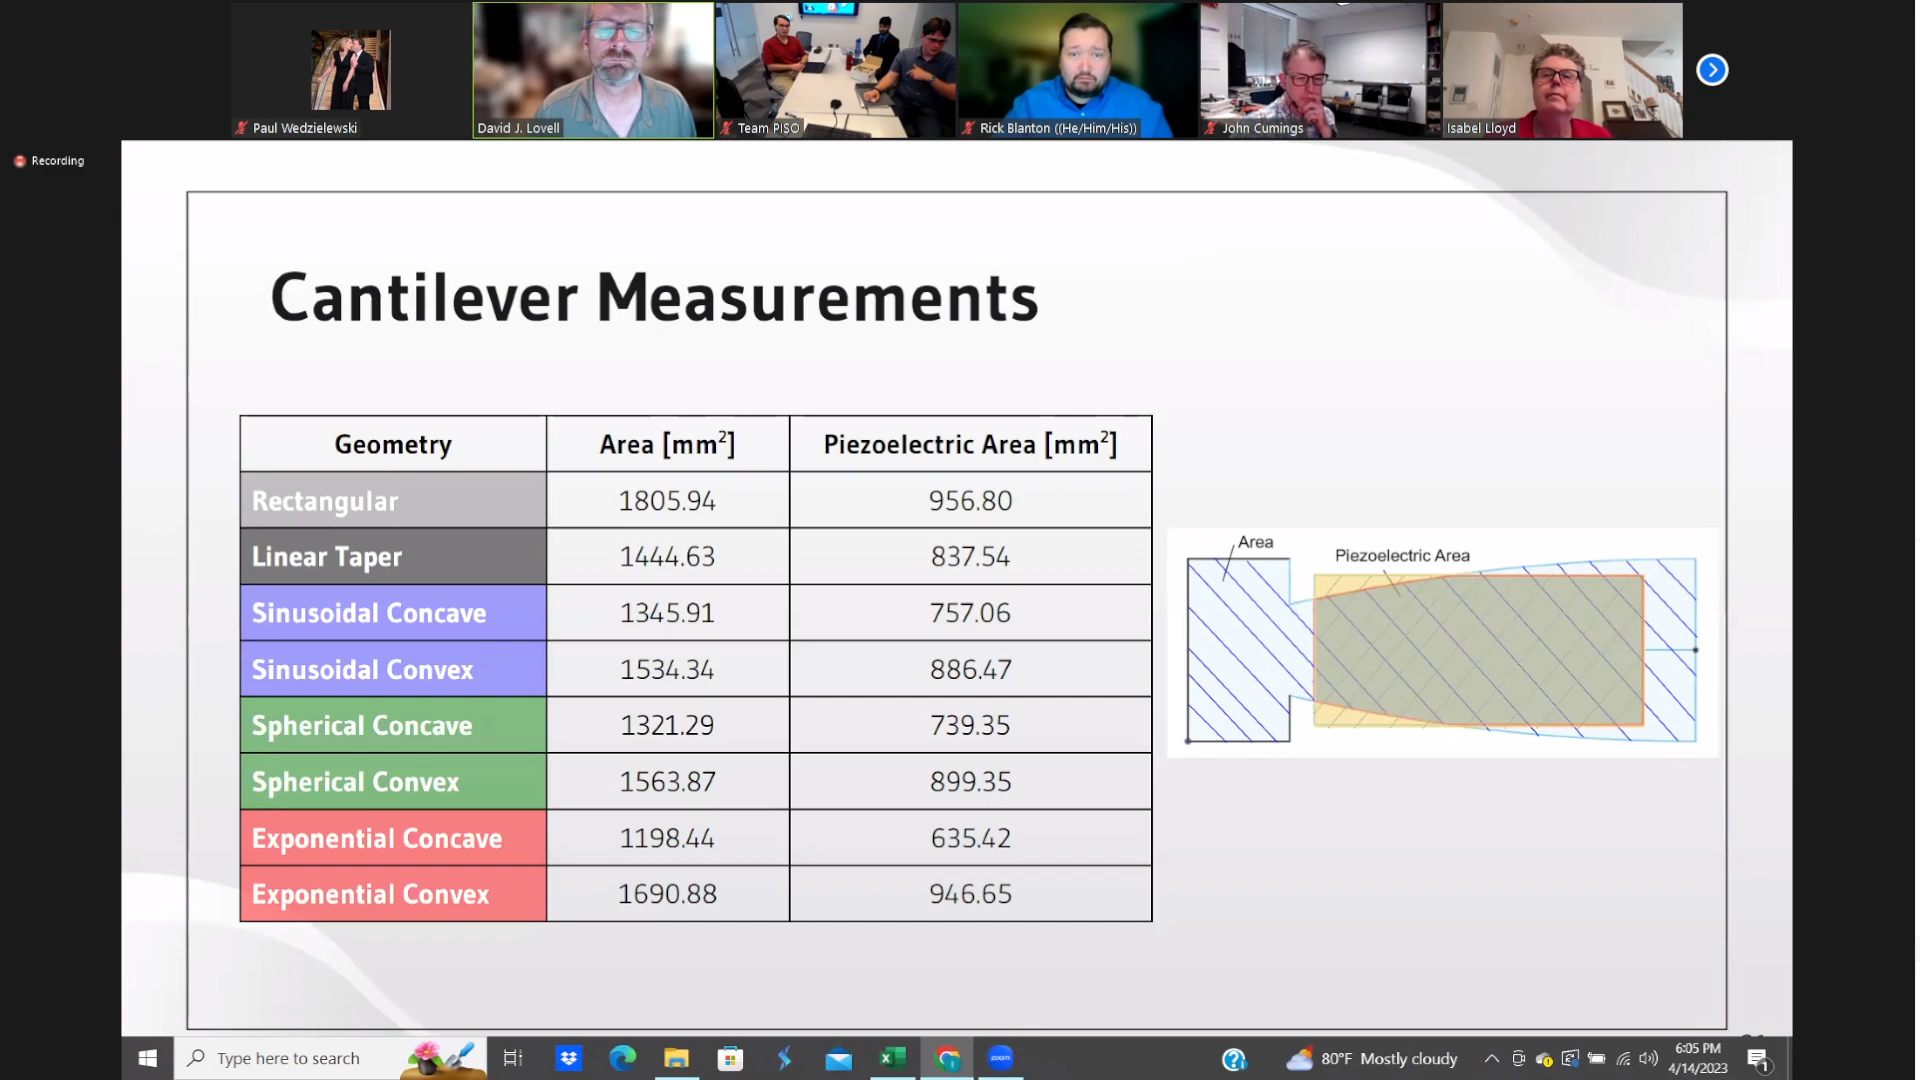 Paul Wedzielewski
David J. Lovell
Team PISO
Rick Blanton ((He/Him/His))
John Cumings
Isabel Lloyd
Recording
Cantilever Measurements
Geometry Area [mm²] Piezoelectric Area [mm²]
Rectangular 1805.94 956.80
Linear Taper 1444.63 837.54
Sinusoidal Concave 1345.91 757.06
Sinusoidal Convex 1534.34 886.47
Spherical Concave 1321.29 739.35
Spherical Convex 1563.87 899.35
Exponential Concave 1198.44 635.42
Exponential Convex 1690.88 946.65
Area
Piezoelectric Area
Type here to search
zoom
80°F Mostly cloudy
6:05 PM
4/14/2023
1